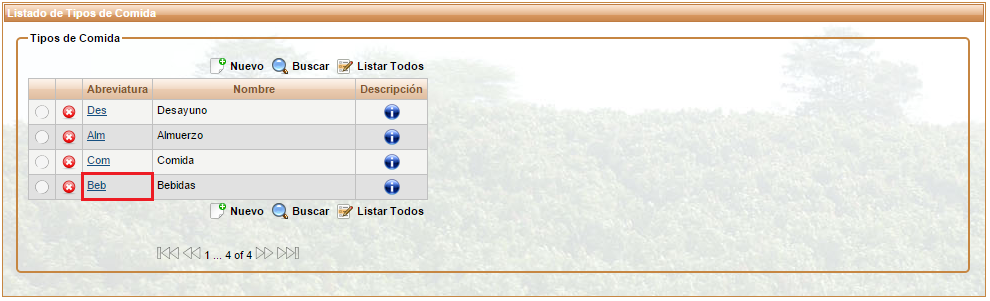 Listado de Tipos de Comida
Tipos de Comida
Nuevo Buscar Listar Todos
Abreviatura Nombre Descripción
Des Desayuno
Alm Almuerzo
Com Comida
Beb Bebidas
Nuevo Buscar Listar Todos
1 ... 4 of 4